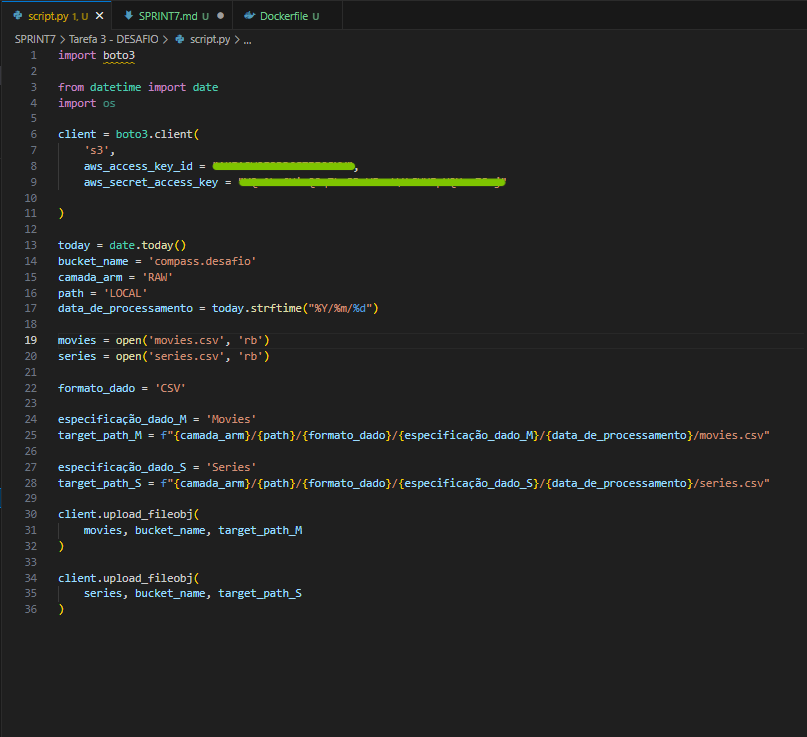 script.py 1, U SPRINT7.md U Dockerfile U
SPRINT7 > Tarefa 3 - DESAFIO > script.py > ...
1 import boto3
2
3 from datetime import date
4 import os
5
6 client = boto3.client(
7 's3',
8 aws_access_key_id = ,
9 aws_secret_access_key =
10
11 )
12
13 today = date.today()
14 bucket_name = 'compass.desafio'
15 camada_arm = 'RAW'
16 path = 'LOCAL'
17 data_de_processamento = today.strftime("%Y/%m/%d")
18
19 movies = open('movies.csv', 'rb')
20 series = open('series.csv', 'rb')
21
22 formato_dado = 'CSV'
23
24 especificação_dado_M = 'Movies'
25 target_path_M = f"{camada_arm}/{path}/{formato_dado}/{especificação_dado_M}/{data_de_processamento}/movies.csv"
26
27 especificação_dado_S = 'Series'
28 target_path_S = f"{camada_arm}/{path}/{formato_dado}/{especificação_dado_S}/{data_de_processamento}/series.csv"
29
30 client.upload_fileobj(
31 movies, bucket_name, target_path_M
32 )
33
34 client.upload_fileobj(
35 series, bucket_name, target_path_S
36 )